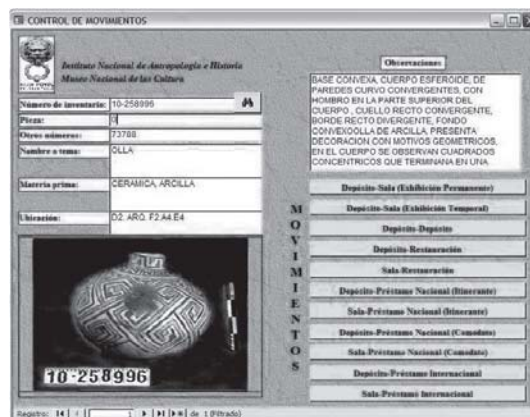 CONTROL DE MOVIMIENTOS
Instituto Nacional de Antropología e Historia
Museo Nacional de las Cultura
Número de inventario: 10-258996
Pieza: 0
Otros números: 73788.
Nombre o tema: OLLA
Materia prima: CERAMICA, ARCILLA
Ubicación: D2. ARQ. F2.A4.E4
10-258996
Observaciones
BASE CONVEXA, CUERPO ESFEROIDE, DE
PAREDES CURVO CONVERGENTES, CON
HOMBRO EN LA PARTE SUPERIOR DEL
CUERPO , CUELLO RECTO CONVERGENTE,
BORDE RECTO DIVERGENTE, FONDO
CONVEXOOLLA DE ARCILLA, PRESENTA
DECORACION CON MOTIVOS GEOMETRICOS,
EN EL CUERPO SE OBSERVAN CUADRADOS
CONCENTRICOS QUE TERMINANA EN UNA
MOVIMIENTOS
Depósito-Sala (Exhibición Permanente)
Depósito-Sala (Exhibición Temporal)
Depósito-Depósito
Depósito-Restauración
Sala-Restauración
Depósito-Préstamo Nacional (Itinerante)
Sala-Préstamo Nacional (Itinerante)
Depósito-Préstamo Nacional (Comodato)
Sala-Préstamo Nacional (Comodato)
Depósito-Préstamo Internacional
Sala-Préstamo Internacional
Registro: 1 de 1 (Filtrado)